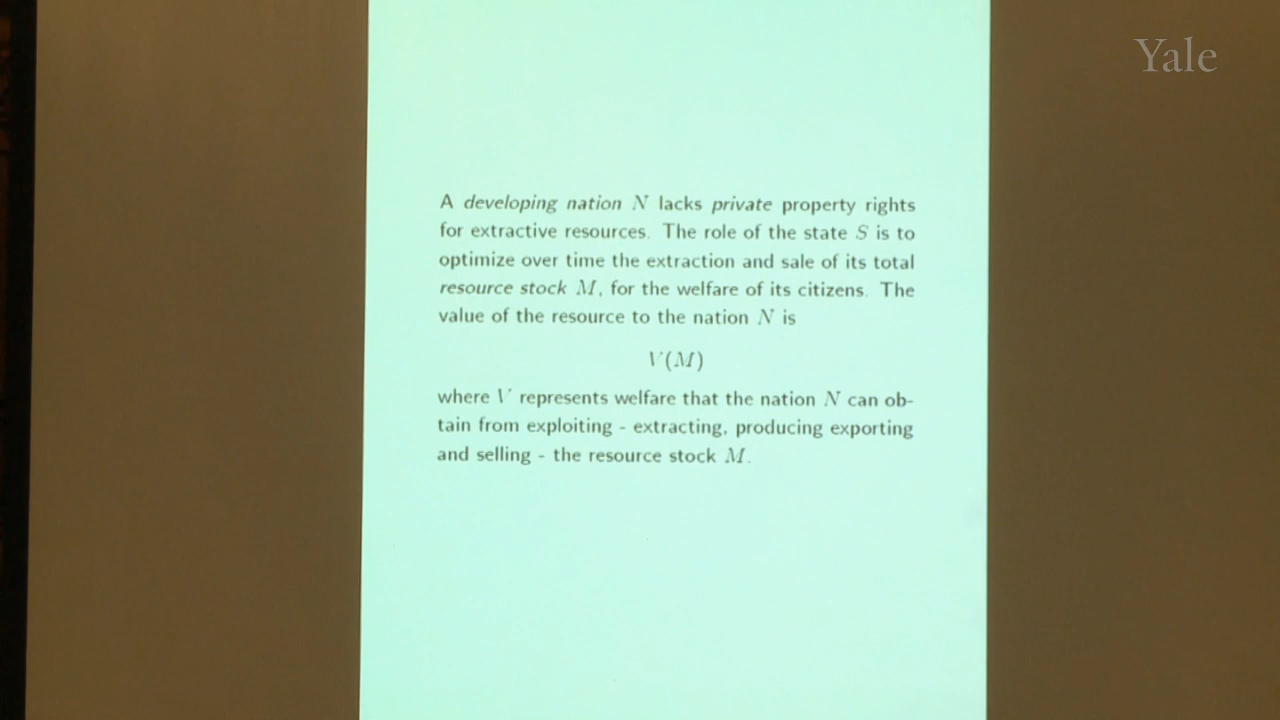 Yale
A developing nation N lacks private property rights
for extractive resources. The role of the state S is to
optimize over time the extraction and sale of its total
resource stock M, for the welfare of its citizens. The
value of the resource to the nation N is
V(M)
where V represents welfare that the nation N can ob-
tain from exploiting - extracting, producing exporting
and selling - the resource stock M.